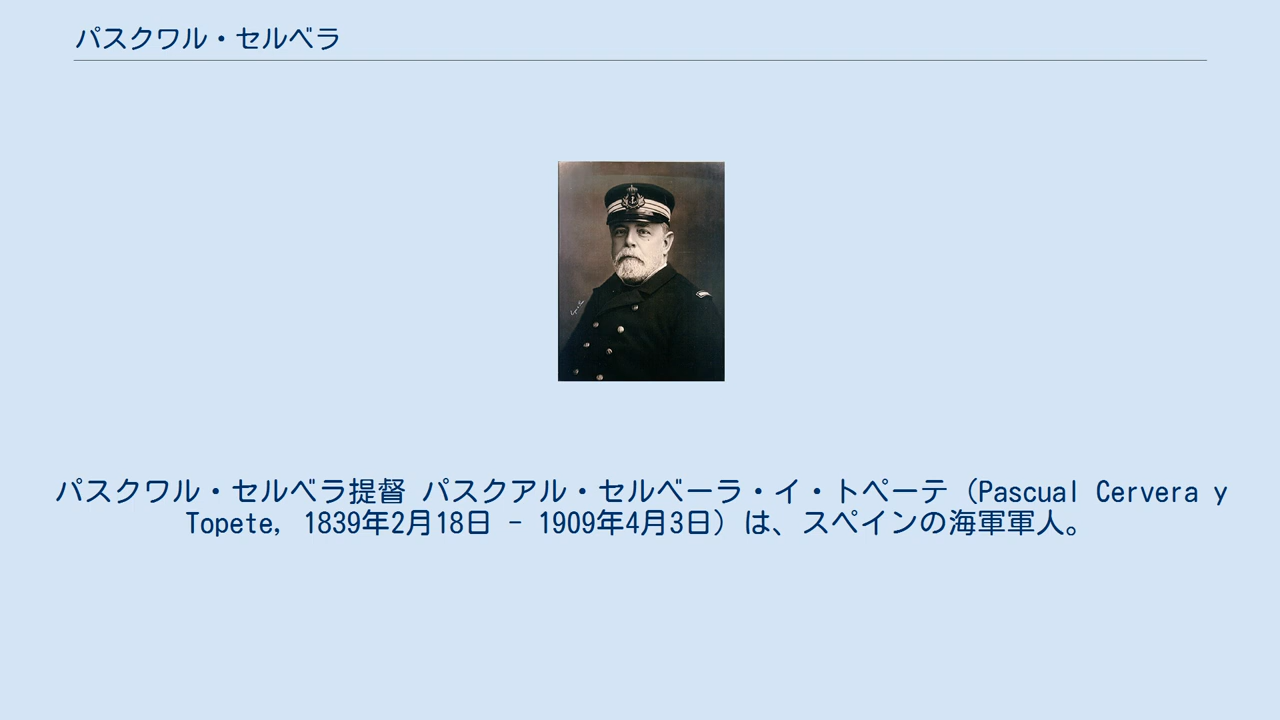 パスクワル・セルベラ
パスクワル・セルベラ提督 パスクアル・セルベーラ・イ・トペーテ（Pascual Cervera y
Topete, 1839年2月18日 - 1909年4月3日）は、スペインの海軍軍人。